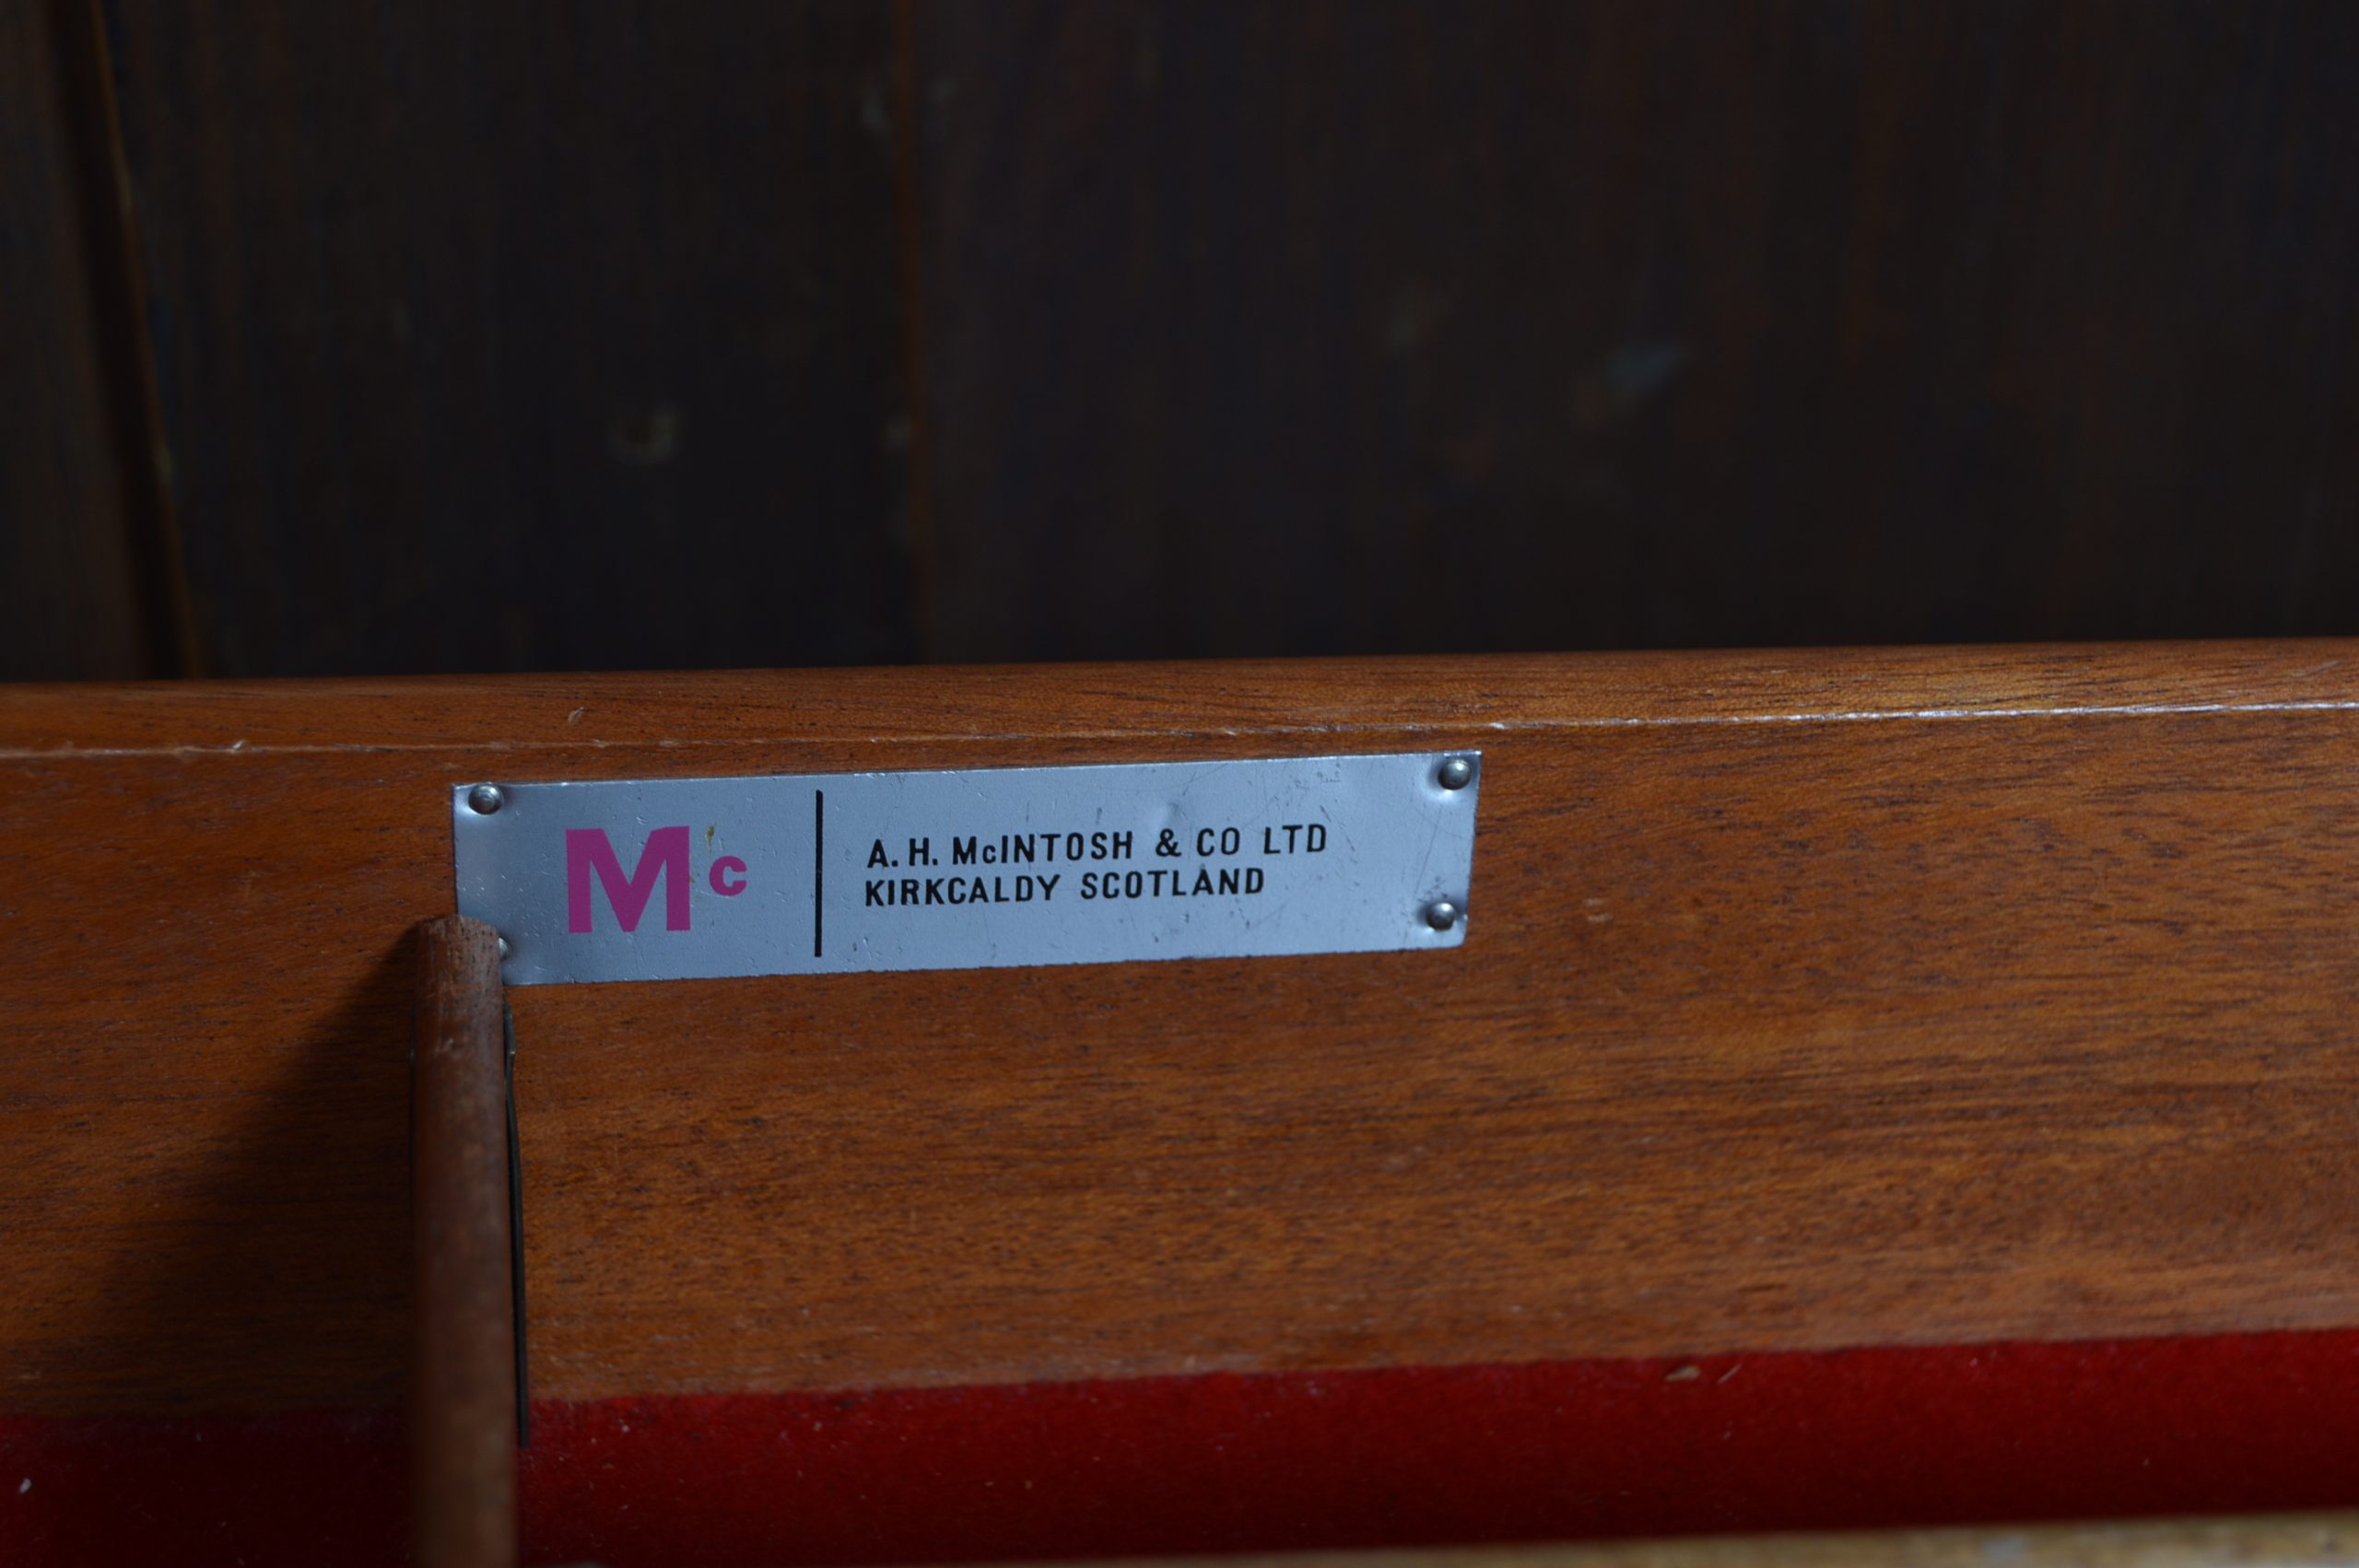 Mc
A. H. McINTOSH & CO LTD
KIRKCALDY SCOTLAND